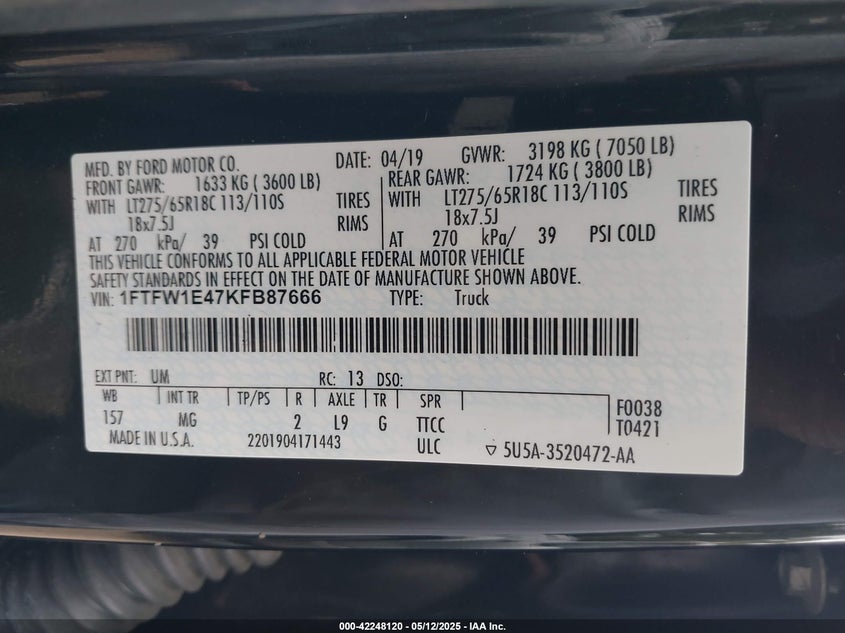 MFD. BY FORD MOTOR CO. DATE: 04/19 GVWR: 3198 KG ( 7050 LB)
FRONT GAWR: 1633 KG ( 3600 LB) REAR GAWR: 1724 KG ( 3800 LB)
WITH LT275/65R18C 113/110S TIRES WITH LT275/65R18C 113/110S TIRES
18x7.5J RIMS 18x7.5J RIMS
AT 270 kPa/ 39 PSI COLD AT 270 kPa/ 39 PSI COLD
THIS VEHICLE CONFORMS TO ALL APPLICABLE FEDERAL MOTOR VEHICLE
SAFETY STANDARDS IN EFFECT ON THE DATE OF MANUFACTURE SHOWN ABOVE.
VIN: 1FTFW1E47KFB87666 TYPE: Truck
EXT PNT: UM RC: 13 DSO:
WB INT TR TP/PS R AXLE TR SPR
157 MG 2 L9 G TTCC F0038
ULC T0421
MADE IN U.S.A. 2201904171443 5U5A-3520472-AA
000-42248120 - 05/12/2025 - IAA Inc.